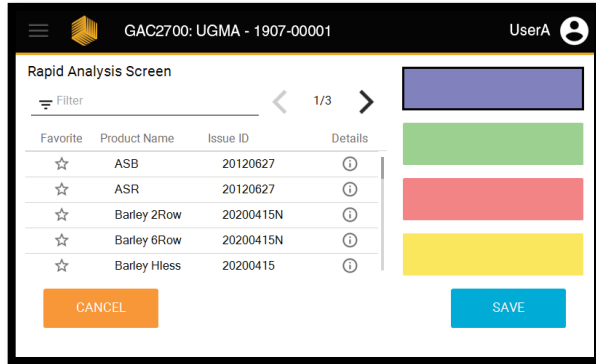 GAC2700: UGMA - 1907-00001 UserA
Rapid Analysis Screen
Filter 1/3
Favorite Product Name Issue ID Details
ASB 20120627
ASR 20120627
Barley 2Row 20200415N
Barley 6Row 20200415N
Barley Hless 20200415
CANCEL SAVE